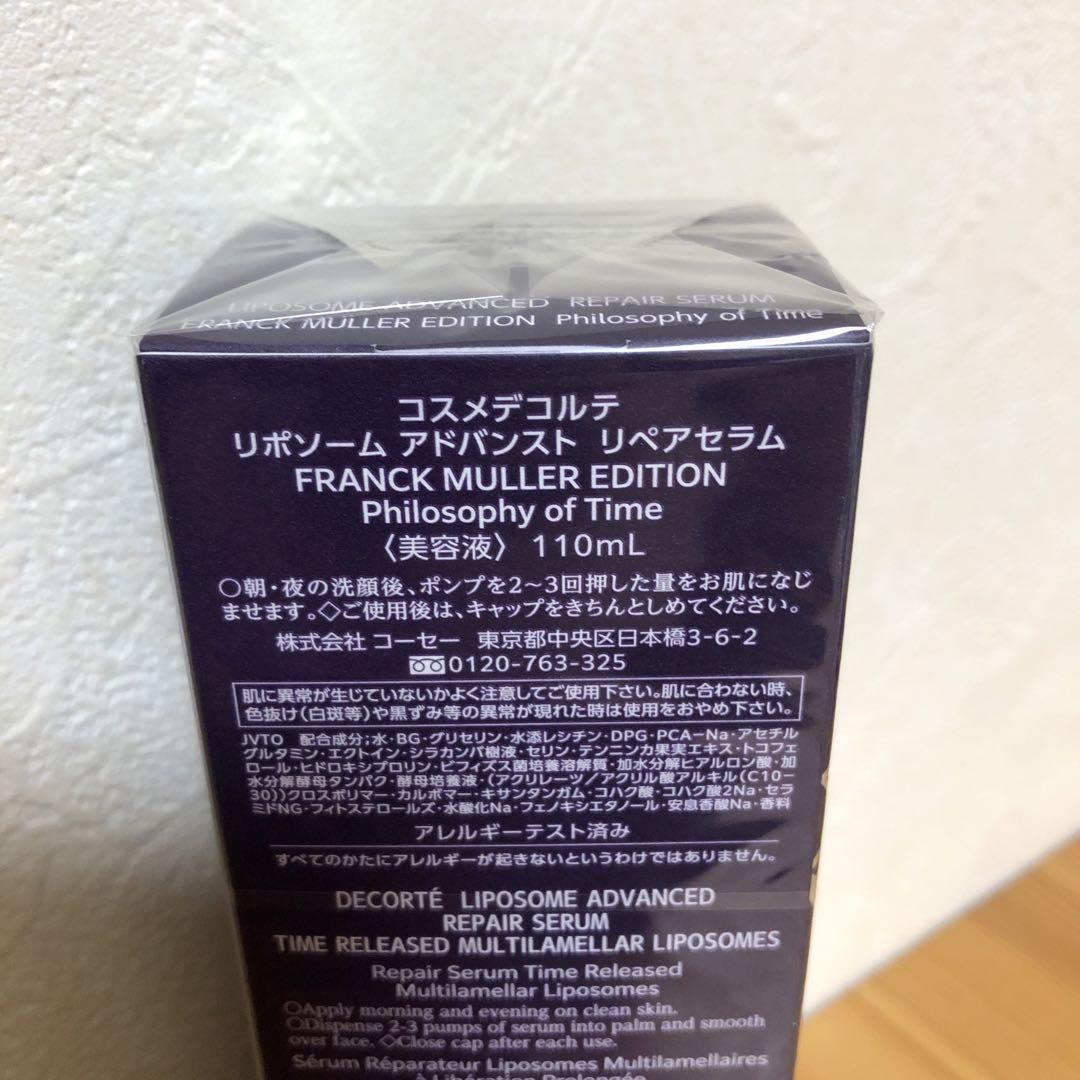 LIPOSOME ADVANCED REPAIR SERUM
FRANCK MULLER EDITION Philosophy of Time
コスメデコルテ
リポソーム アドバンスト リペアセラム
FRANCK MULLER EDITION
Philosophy of Time
〈美容液〉 110mL
○朝・夜の洗顔後、ポンプを2～3回押した量をお肌になじ
ませます。◇ご使用後は、キャップをきちんとしめてください。
株式会社 コーセー 東京都中央区日本橋3-6-2
0120-763-325
肌に異常が生じていないかよく注意してご使用下さい。肌に合わない時、
色抜け(白斑等)や黒ずみ等の異常が現れた時は使用をおやめ下さい。
JVTO 配合成分;水・BG・グリセリン・水添レシチン・DPG・PCA-Na・アセチル
グルタミン・エクトイン・シラカンバ樹液・セリン・テンニンカ果実エキス・トコフェ
ロール・ヒドロキシプロリン・ビフィズス菌培養溶解質・加水分解ヒアルロン酸・加
水分解酵母タンパク・酵母培養液・(アクリレーツ/アクリル酸アルキル(C10-
30))クロスポリマー・カルボマー・キサンタンガム・コハク酸・コハク酸2Na・セラ
ミドNG・フィトステロールズ・水酸化Na・フェノキシエタノール・安息香酸Na・香料
アレルギーテスト済み
すべてのかたにアレルギーが起きないというわけではありません。
DECORTÉ LIPOSOME ADVANCED
REPAIR SERUM
TIME RELEASED MULTILAMELLAR LIPOSOMES
Repair Serum Time Released
Multilamellar Liposomes
○Apply morning and evening on clean skin.
○Dispense 2-3 pumps of serum into palm and smooth
over face. ◇Close cap after each use.
Sérum Réparateur Liposomes Multilamellaires
à Libération Prolongée